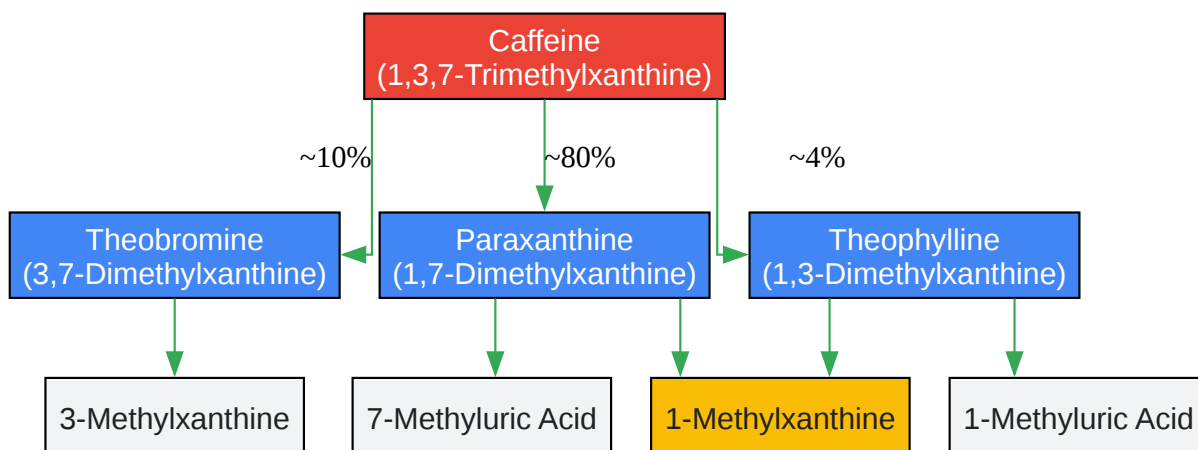 Caffeine
(1,3,7-Trimethylxanthine)
~10%
~80%
~4%
Theobromine
(3,7-Dimethylxanthine)
Paraxanthine
(1,7-Dimethylxanthine)
Theophylline
(1,3-Dimethylxanthine)
3-Methylxanthine
7-Methyluric Acid
1-Methylxanthine
1-Methyluric Acid